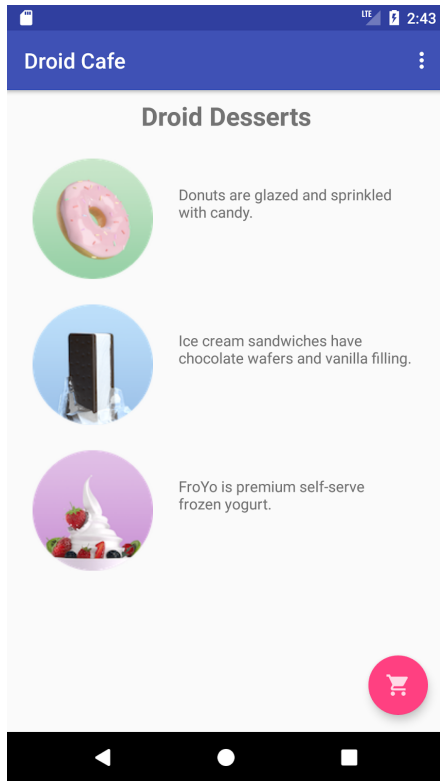 LTE 2:43
Droid Cafe
Droid Desserts
Donuts are glazed and sprinkled
with candy.
Ice cream sandwiches have
chocolate wafers and vanilla filling.
FroYo is premium self-serve
frozen yogurt.